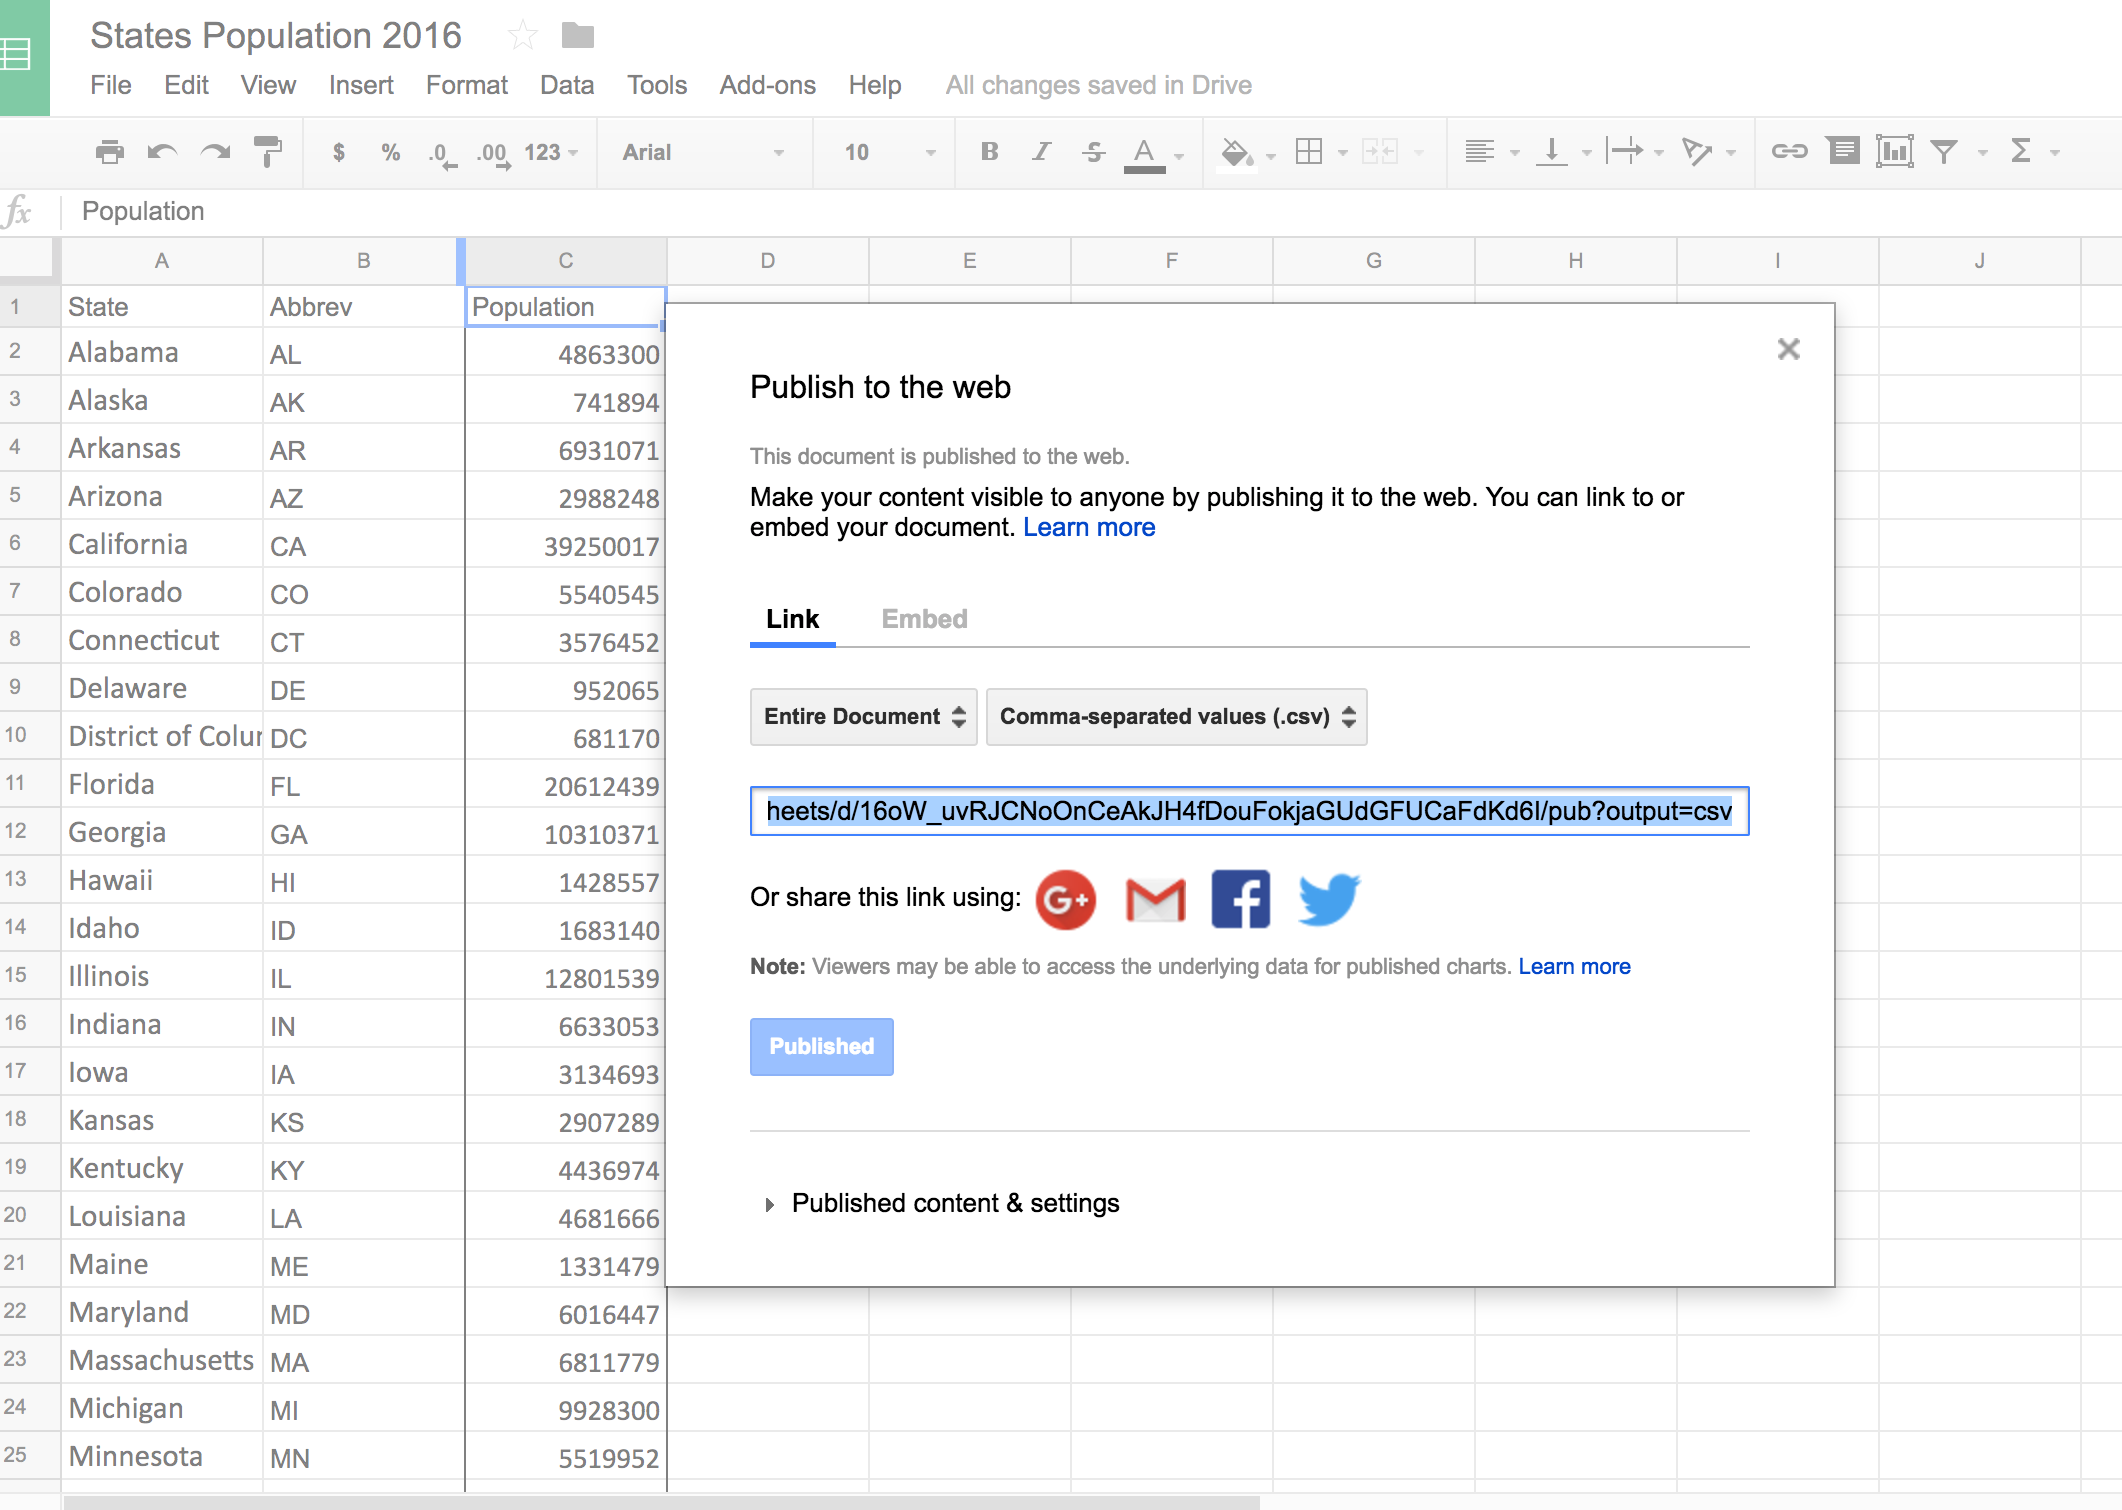 States Population 2016
File Edit View Insert Format Data Tools Add-ons Help All changes saved in Drive
$ % .0 .00 123 Arial 10 B I S A Σ
fx Population
A B C D E F G H I J
1 State Abbrev Population
2 Alabama AL 4863300
3 Alaska AK 741894
4 Arkansas AR 6931071
5 Arizona AZ 2988248
6 California CA 39250017
7 Colorado CO 5540545
8 Connecticut CT 3576452
9 Delaware DE 952065
10 District of Colur DC 681170
11 Florida FL 20612439
12 Georgia GA 10310371
13 Hawaii HI 1428557
14 Idaho ID 1683140
15 Illinois IL 12801539
16 Indiana IN 6633053
17 Iowa IA 3134693
18 Kansas KS 2907289
19 Kentucky KY 4436974
20 Louisiana LA 4681666
21 Maine ME 1331479
22 Maryland MD 6016447
23 Massachusetts MA 6811779
24 Michigan MI 9928300
25 Minnesota MN 5519952
Publish to the web
This document is published to the web.
Make your content visible to anyone by publishing it to the web. You can link to or
embed your document. Learn more
Link Embed
Entire Document Comma-separated values (.csv)
heets/d/16oW_uvRJCNoOnCeAkJH4fDouFokjaGUdGFUCaFdKd6I/pub?output=csv
Or share this link using: G+ f
Note: Viewers may be able to access the underlying data for published charts. Learn more
Published
Published content & settings